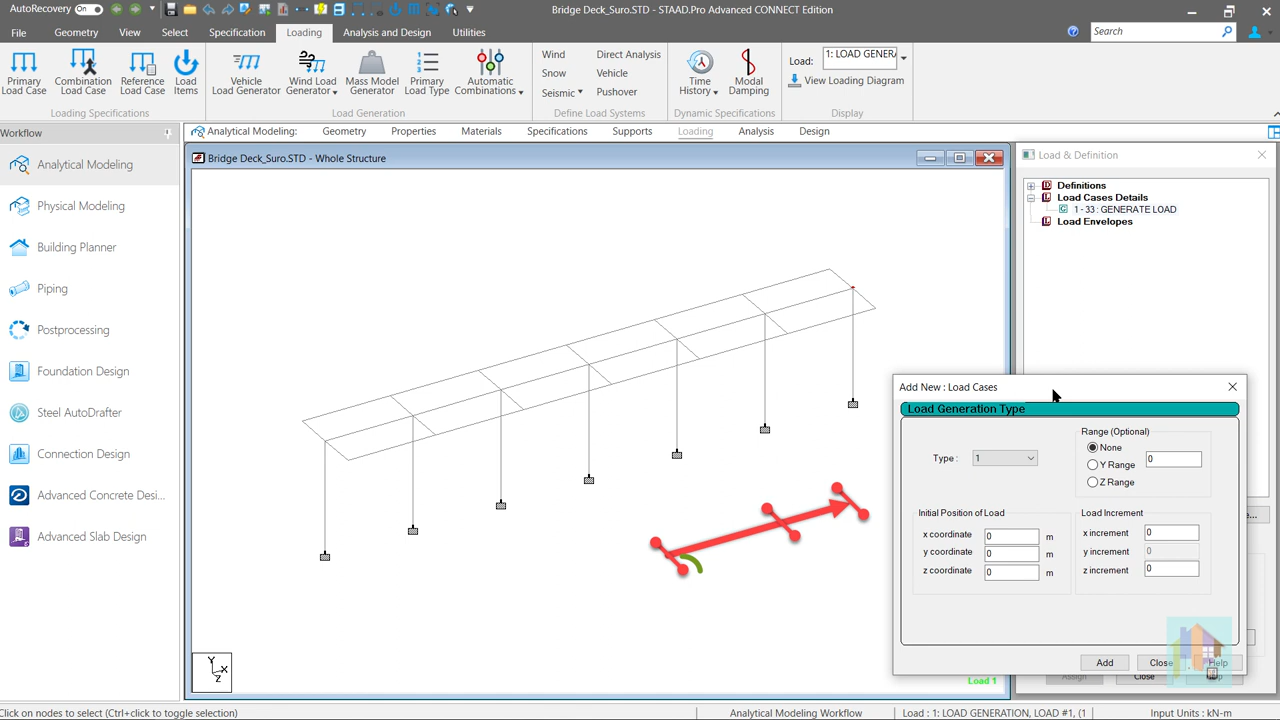 AutoRecovery On
Bridge Deck_Suro.STD - STAAD.Pro Advanced CONNECT Edition
File Geometry View Select Specification Loading Analysis and Design Utilities
Search
Primary Load Case
Combination Load Case
Reference Load Case
Load Items
Vehicle Load Generator
Wind Load Generator
Mass Model Generator
Primary Load Type
Automatic Combinations
Wind
Snow
Seismic
Direct Analysis
Vehicle
Pushover
Time History
Modal Damping
Load: 1: LOAD GENERA
View Loading Diagram
Loading Specifications
Load Generation
Define Load Systems
Dynamic Specifications
Display
Workflow
Analytical Modeling: Geometry Properties Materials Specifications Supports Loading Analysis Design
Analytical Modeling
Physical Modeling
Building Planner
Piping
Postprocessing
Foundation Design
Steel AutoDrafter
Connection Design
Advanced Concrete Desi...
Advanced Slab Design
Bridge Deck_Suro.STD - Whole Structure
Y
X
Z
Load 1
Load & Definition
Definitions
Load Cases Details
1 - 33 : GENERATE LOAD
Load Envelopes
Add New : Load Cases
Load Generation Type
Type : 1
Range (Optional)
None
Y Range
Z Range
0
Initial Position of Load
x coordinate 0 m
y coordinate 0 m
z coordinate 0 m
Load Increment
x increment 0
y increment 0
z increment 0
Add Close Help
Assign Close
Click on nodes to select (Ctrl+click to toggle selection)
Analytical Modeling Workflow
Load : 1: LOAD GENERATION, LOAD #1, (1
Input Units : kN-m